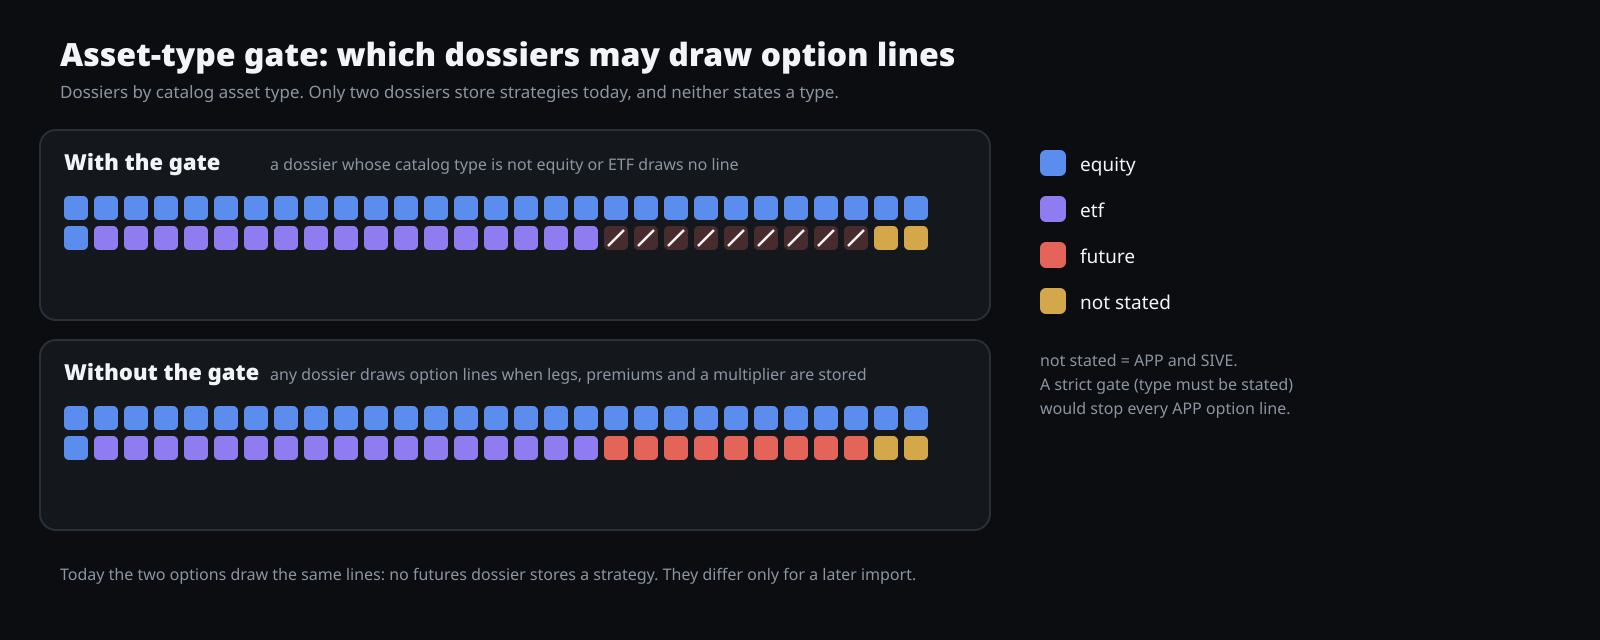 Asset-type gate: which dossiers may draw option lines
Dossiers by catalog asset type. Only two dossiers store strategies today, and neither states a type.
With the gate
a dossier whose catalog type is not equity or ETF draws no line
equity
etf
future
not stated
not stated = APP and SIVE.
A strict gate (type must be stated)
would stop every APP option line.
Without the gate
any dossier draws option lines when legs, premiums and a multiplier are stored
Today the two options draw the same lines: no futures dossier stores a strategy. They differ only for a later import.